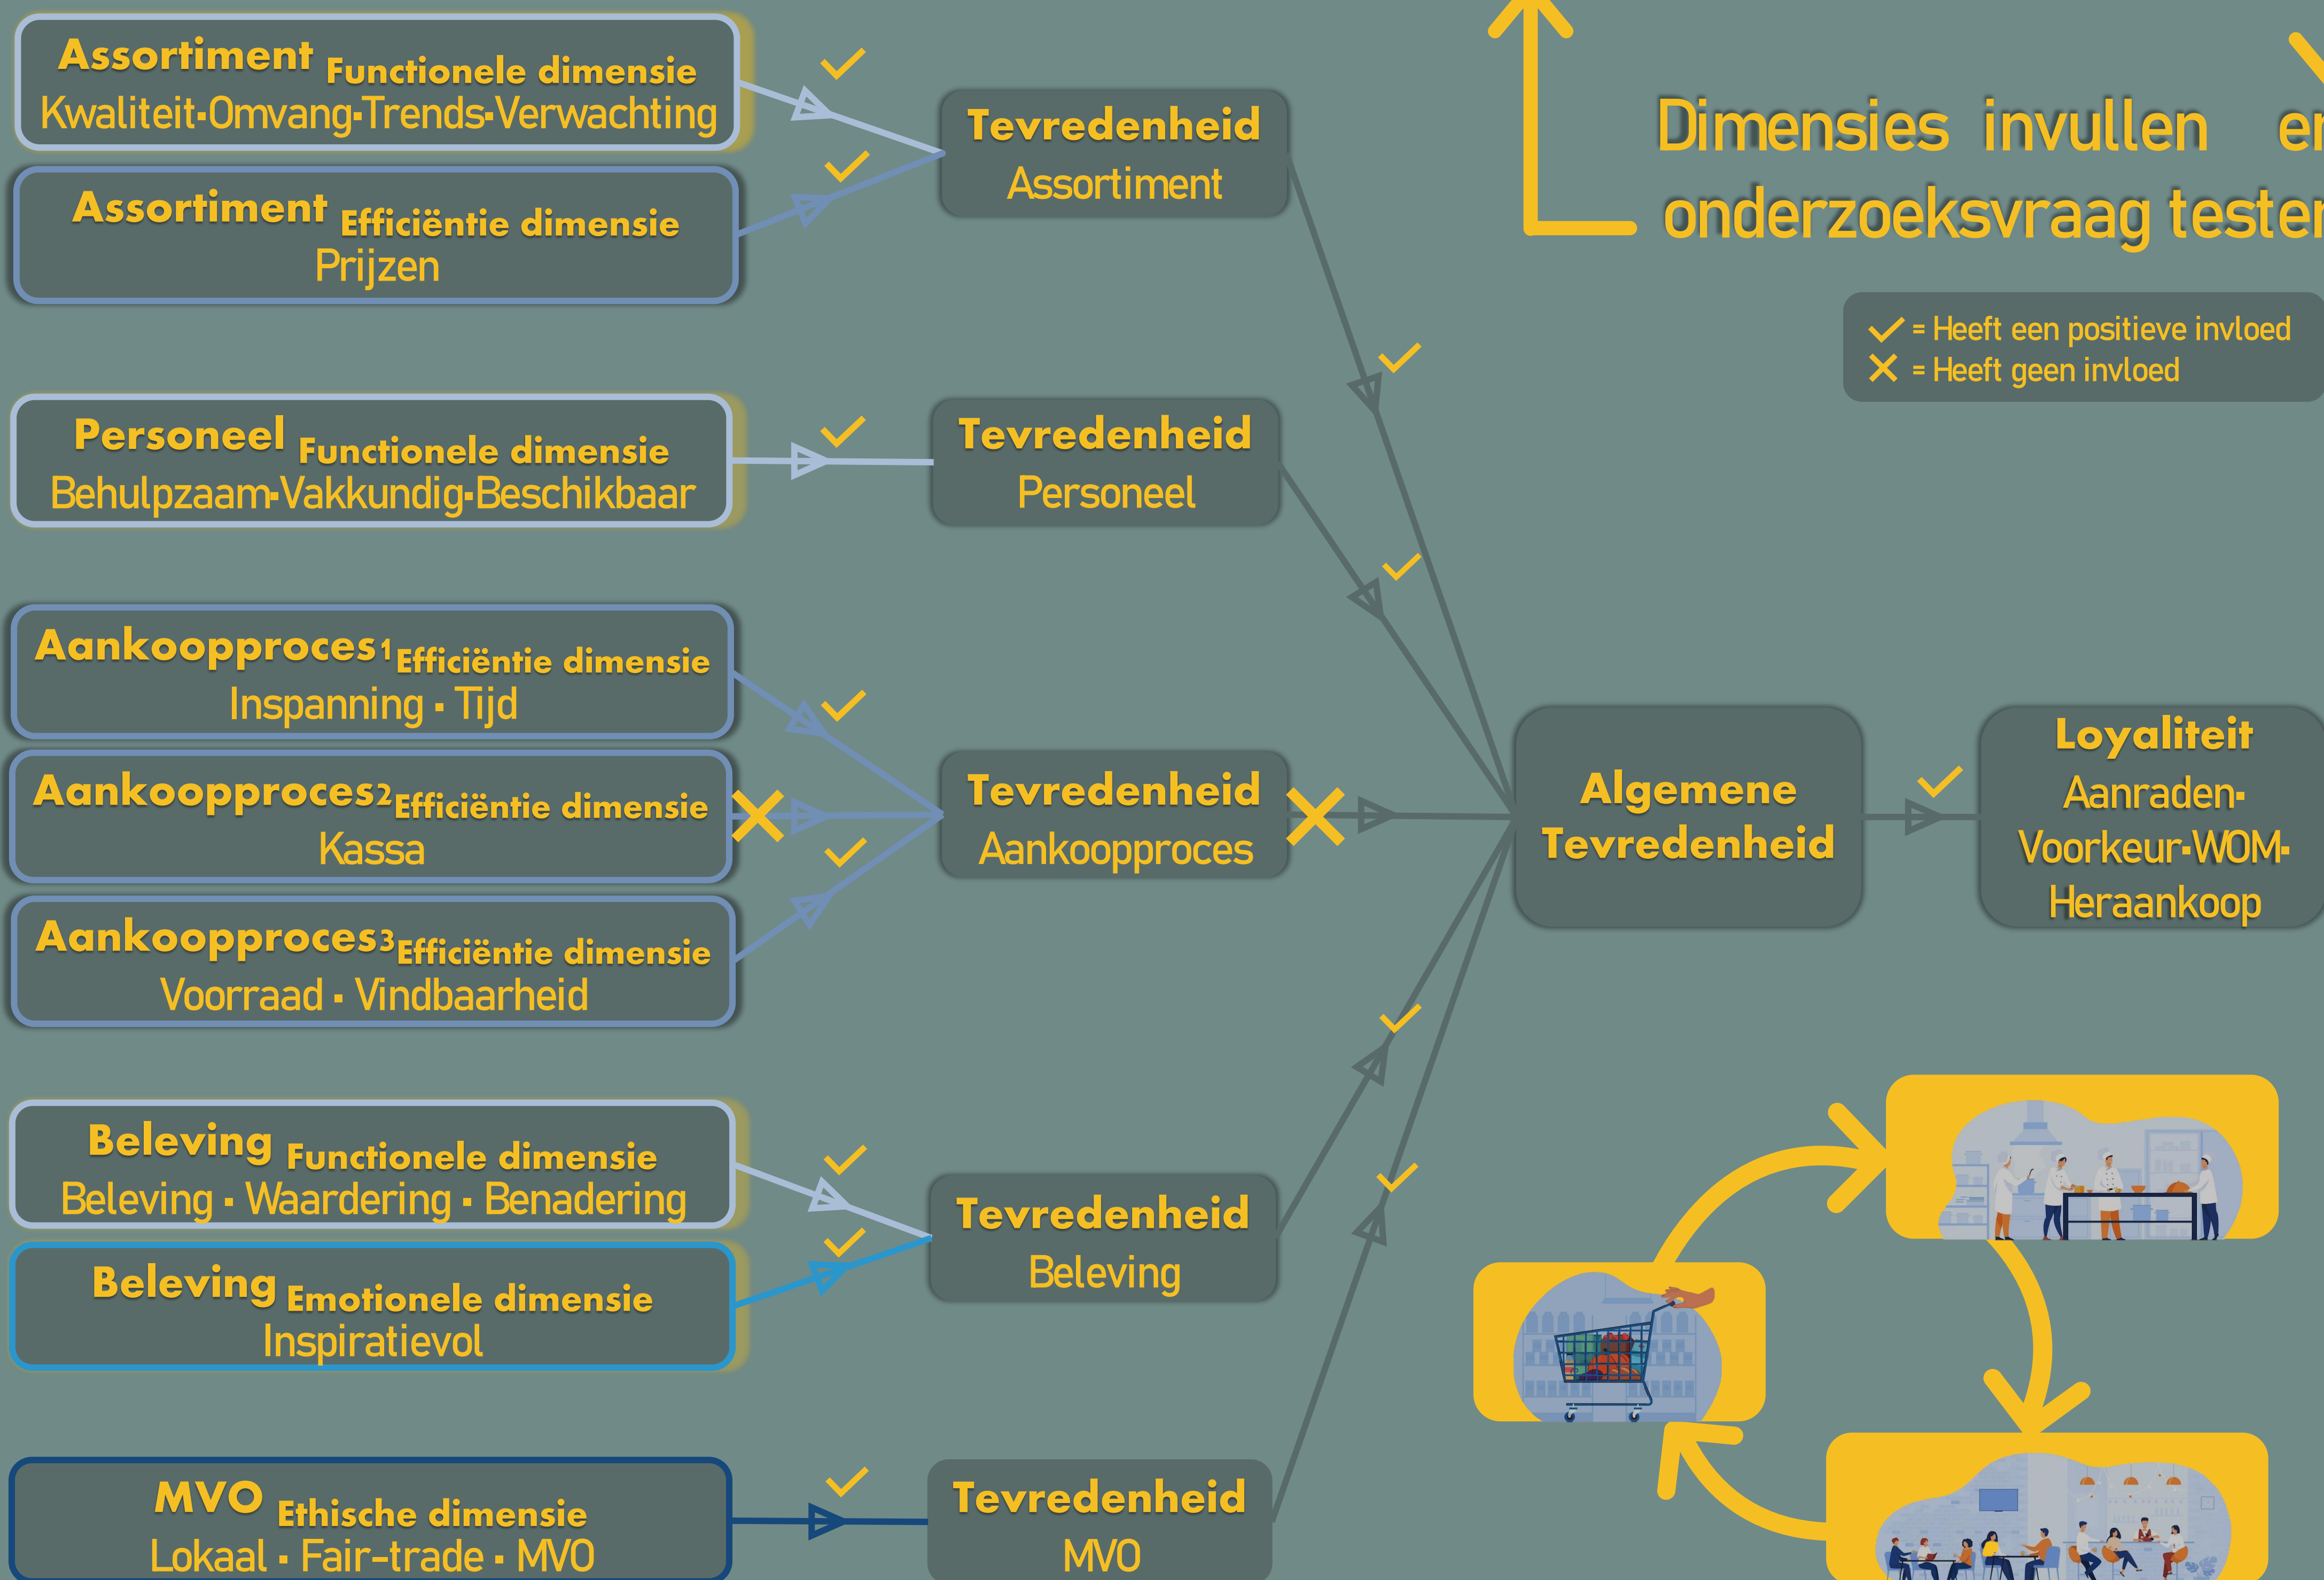 Assortiment Functionele dimensie
Kwaliteit▪Omvang▪Trends▪Verwachting
Assortiment Efficiëntie dimensie
Prijzen
Tevredenheid
Assortiment
Dimensies invullen en
onderzoeksvraag testen
✓ = Heeft een positieve invloed
✕ = Heeft geen invloed
Personeel Functionele dimensie
Behulpzaam▪Vakkundig▪Beschikbaar
Tevredenheid
Personeel
Aankoopproces1 Efficiëntie dimensie
Inspanning ▪ Tijd
Aankoopproces2 Efficiëntie dimensie
Kassa
Aankoopproces3 Efficiëntie dimensie
Voorraad ▪ Vindbaarheid
Tevredenheid
Aankoopproces
Algemene
Tevredenheid
Loyaliteit
Aanraden▪
Voorkeur▪WOM▪
Heraankoop
Beleving Functionele dimensie
Beleving ▪ Waardering ▪ Benadering
Beleving Emotionele dimensie
Inspiratievol
Tevredenheid
Beleving
MVO Ethische dimensie
Lokaal ▪ Fair-trade ▪ MVO
Tevredenheid
MVO